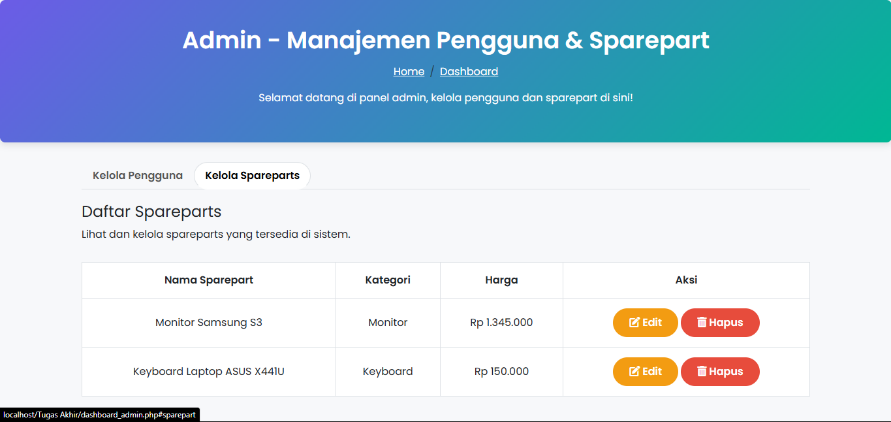 Admin - Manajemen Pengguna & Sparepart
Home / Dashboard
Selamat datang di panel admin, kelola pengguna dan sparepart di sini!
Kelola Pengguna Kelola Spareparts
Daftar Spareparts
Lihat dan kelola spareparts yang tersedia di sistem.
Nama Sparepart Kategori Harga Aksi
Monitor Samsung S3 Monitor Rp 1.345.000 Edit Hapus
Keyboard Laptop ASUS X441U Keyboard Rp 150.000 Edit Hapus
localhost/Tugas Akhir/dashboard_admin.php#sparepart